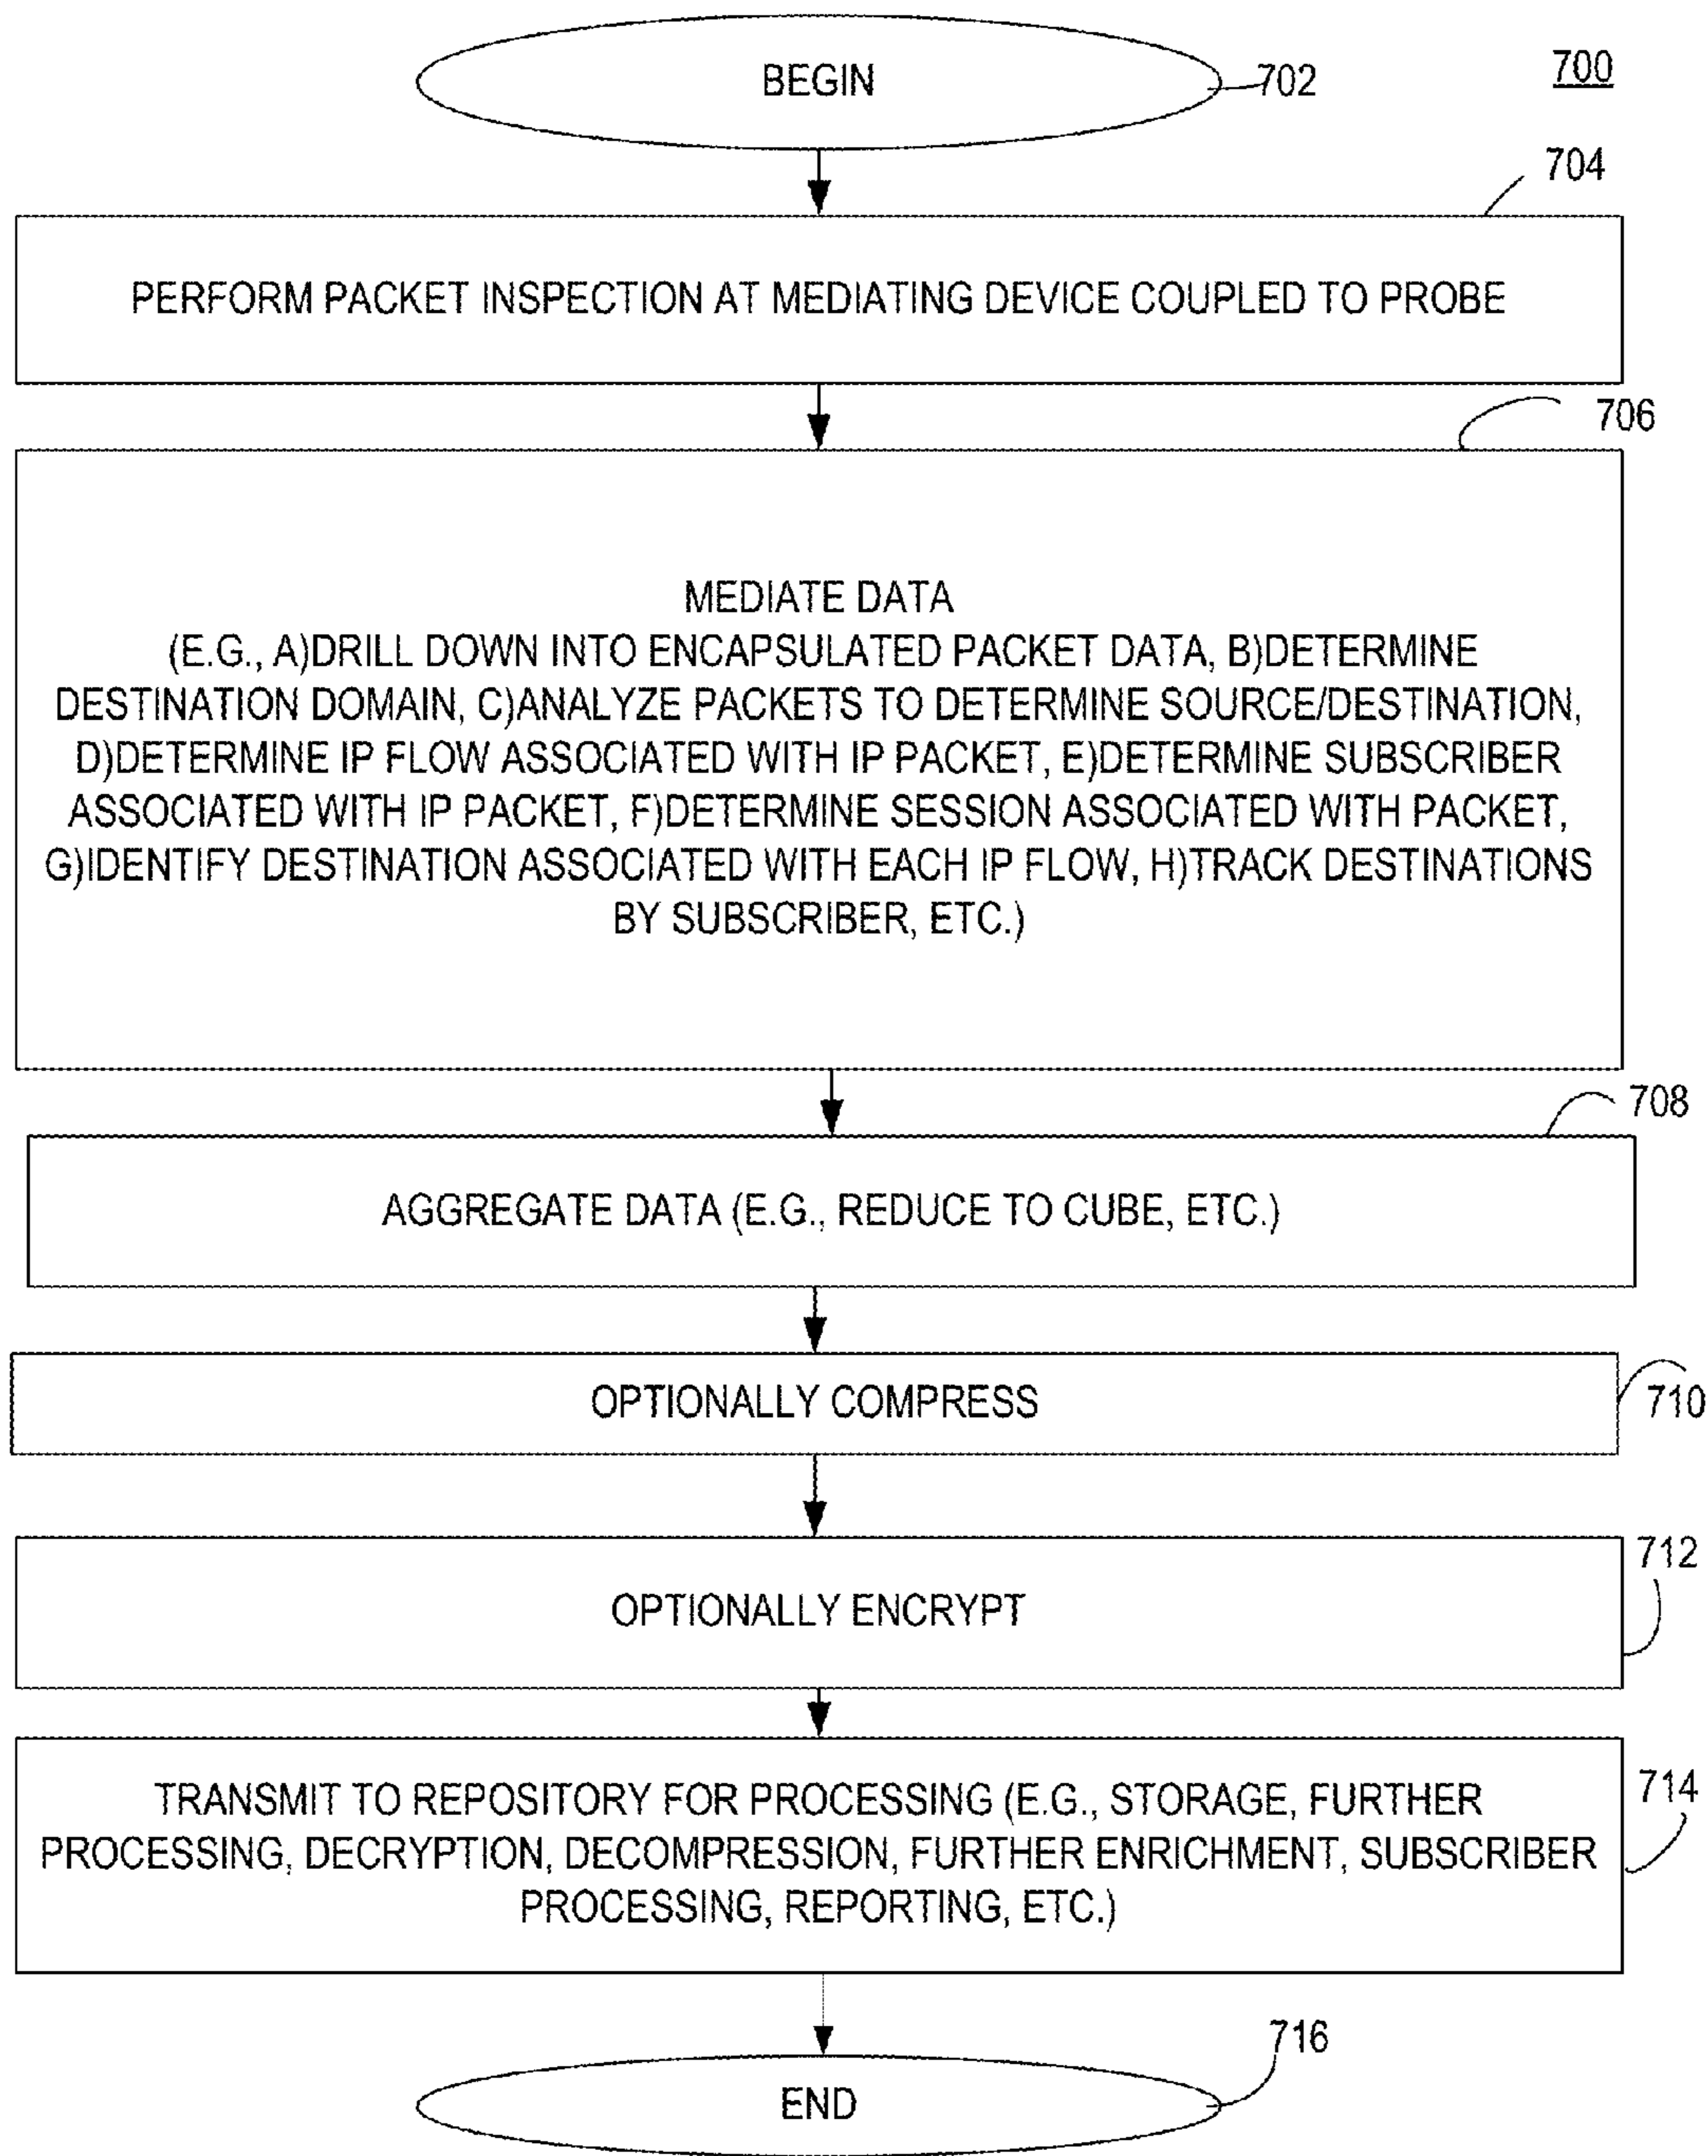 BEGIN
702
700
704
PERFORM PACKET INSPECTION AT MEDIATING DEVICE COUPLED TO PROBE
706
MEDIATE DATA
(E.G., A)DRILL DOWN INTO ENCAPSULATED PACKET DATA, B)DETERMINE
DESTINATION DOMAIN, C)ANALYZE PACKETS TO DETERMINE SOURCE/DESTINATION,
D)DETERMINE IP FLOW ASSOCIATED WITH IP PACKET, E)DETERMINE SUBSCRIBER
ASSOCIATED WITH IP PACKET, F)DETERMINE SESSION ASSOCIATED WITH PACKET,
G)IDENTIFY DESTINATION ASSOCIATED WITH EACH IP FLOW, H)TRACK DESTINATIONS
BY SUBSCRIBER, ETC.)
708
AGGREGATE DATA (E.G., REDUCE TO CUBE, ETC.)
OPTIONALLY COMPRESS
710
712
OPTIONALLY ENCRYPT
714
TRANSMIT TO REPOSITORY FOR PROCESSING (E.G., STORAGE, FURTHER
PROCESSING, DECRYPTION, DECOMPRESSION, FURTHER ENRICHMENT, SUBSCRIBER
PROCESSING, REPORTING, ETC.)
716
END